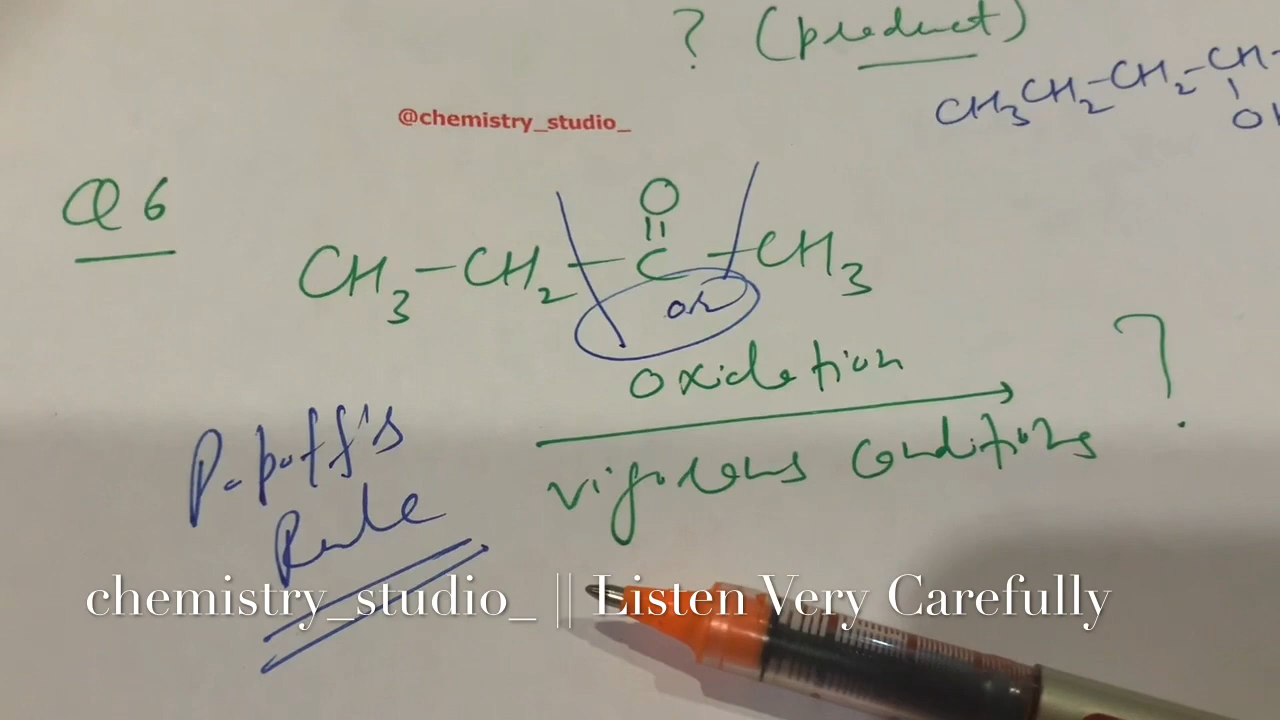 ? (product)
CH3CH2-CH2-CH-
OH
@chemistry_studio_
Q6
O
CH3-CH2-C-CH3
or
oxidation
?
vigorous conditions
Popoff's
Rule
chemistry_studio_ || Listen Very Carefully